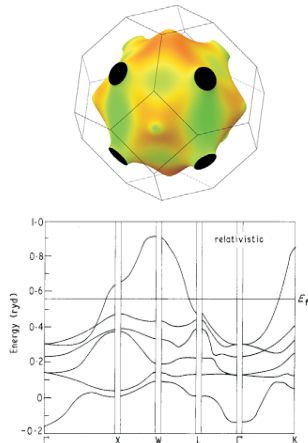 1·0
0·8
relativistic
0·6
E_f
Energy (ryd)
0·4
0·2
0
-0·2
Γ X W L Γ K